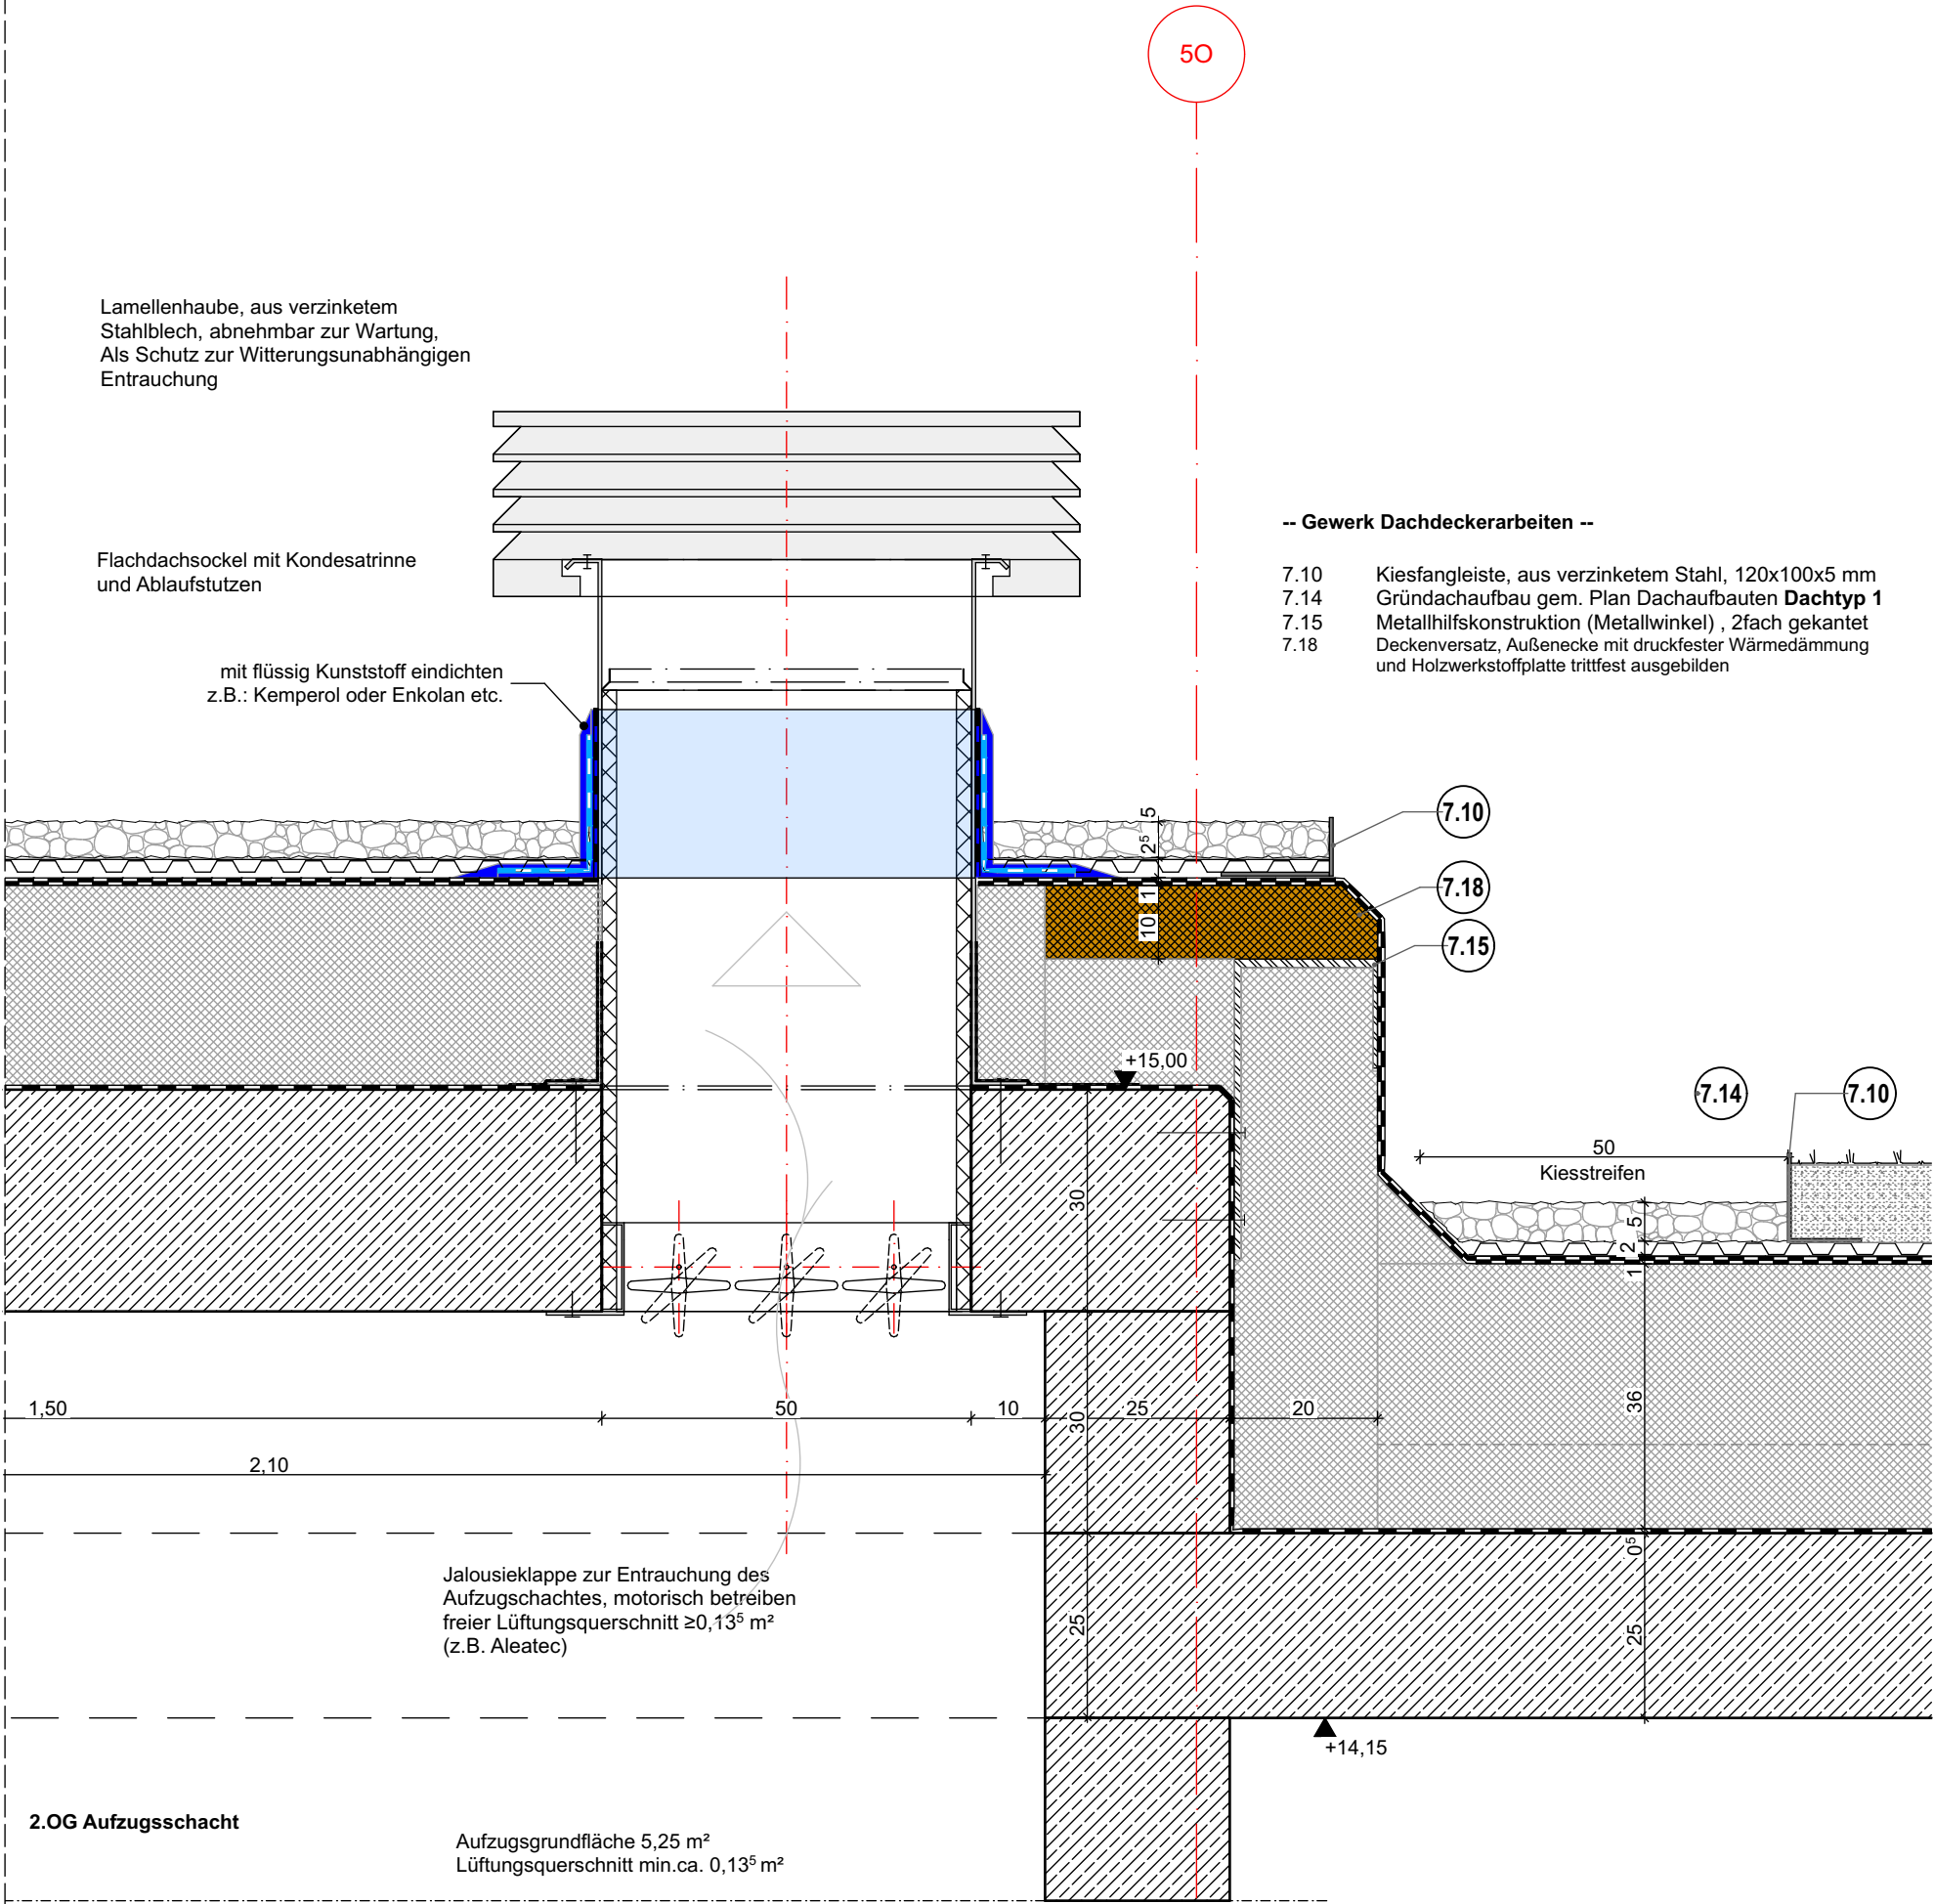 5O
Lamellenhaube, aus verzinketem
Stahlblech, abnehmbar zur Wartung,
Als Schutz zur Witterungsunabhängigen
Entrauchung
Flachdachsockel mit Kondesatrinne
und Ablaufstutzen
mit flüssig Kunststoff eindichten
z.B.: Kemperol oder Enkolan etc.
-- Gewerk Dachdeckerarbeiten --
7.10 Kiesfangleiste, aus verzinketem Stahl, 120x100x5 mm
7.14 Gründachaufbau gem. Plan Dachaufbauten Dachtyp 1
7.15 Metallhilfskonstruktion (Metallwinkel) , 2fach gekantet
7.18 Deckenversatz, Außenecke mit druckfester Wärmedämmung
und Holzwerkstoffplatte trittfest ausgebilden
7.10
7.18
7.15
5
2⁵
1
10
+15,00
7.14
7.10
50
Kiesstreifen
5
2
1
36
0⁵
25
30
30
25
1,50
50
10
25
20
2,10
Jalousieklappe zur Entrauchung des
Aufzugschachtes, motorisch betreiben
freier Lüftungsquerschnitt ≥0,13⁵ m²
(z.B. Aleatec)
+14,15
2.OG Aufzugsschacht
Aufzugsgrundfläche 5,25 m²
Lüftungsquerschnitt min.ca. 0,13⁵ m²